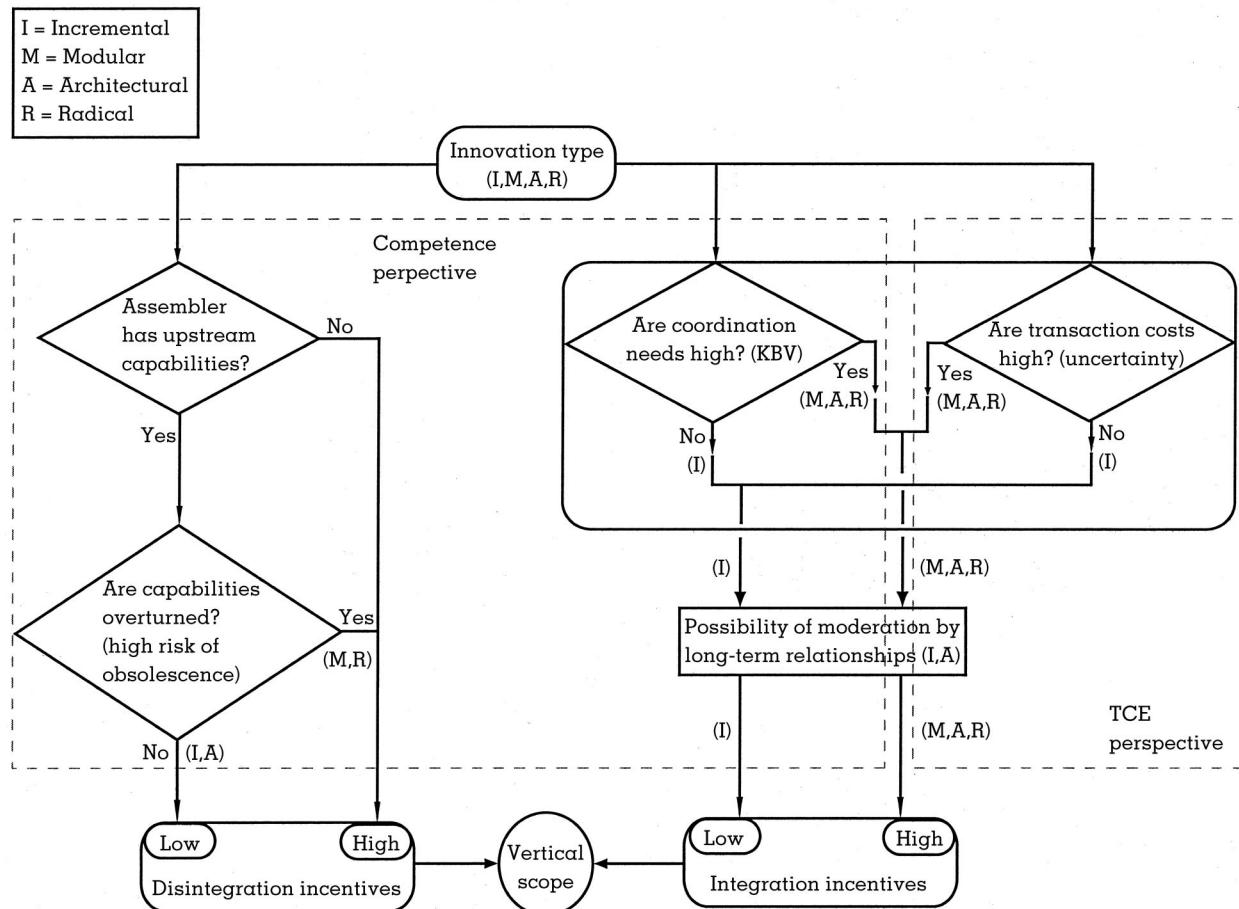 I = Incremental
M = Modular
A = Architectural
R = Radical
Innovation type
(I,M,A,R)
Competence
perpective
Assembler
has upstream
capabilities?
No
Yes
Are coordination
needs high? (KBV)
Yes
(M,A,R)
No
(I)
Are transaction costs
high? (uncertainty)
Yes
(M,A,R)
No
(I)
Are capabilities
overturned?
(high risk of
obsolescence)
Yes
(M,R)
No (I,A)
(I)
(M,A,R)
Possibility of moderation by
long-term relationships (I,A)
(I)
(M,A,R)
TCE
perspective
Low
High
Disintegration incentives
Vertical
scope
Low
High
Integration incentives